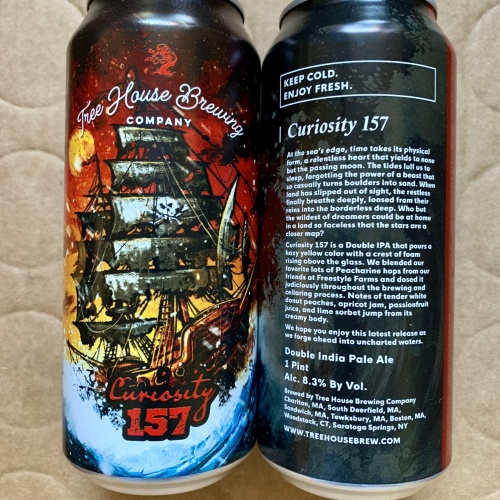 Tree House Brewing
COMPANY
Curiosity
157
KEEP COLD.
ENJOY FRESH.
Curiosity 157
At the sea's edge, time takes its physical
form, a relentless heart that yields to none
but the passing moon. The tides lull us to
sleep, forgetting the power of a beast that
so casually turns boulders into sand. When
land has slipped out of sight, the restless
finally breathe deeply, loosed from their
reins into the borderless deep. Who but
the wildest of dreamers could be at home
in a land so faceless that the stars are a
closer map?
Curiosity 157 is a Double IPA that pours a
hazy yellow color with a crest of foam
rising above the glass. We blended our
favorite lots of Peacharine hops from our
friends at Freestyle Farms and dosed it
judiciously throughout the brewing and
cellaring process. Notes of tender white
donut peaches, apricot jam, passionfruit
juice, and lime sorbet jump from its
creamy body.
We hope you enjoy this latest release as
we forge ahead into uncharted waters.
Double India Pale Ale
1 Pint
Alc. 8.3% By Vol.
Brewed by Tree House Brewing Company
Charlton, MA, South Deerfield, MA,
Sandwich, MA, Tewksbury, MA, Boston, MA,
Woodstock, CT, Saratoga Springs, NY
WWW.TREEHOUSEBREW.COM